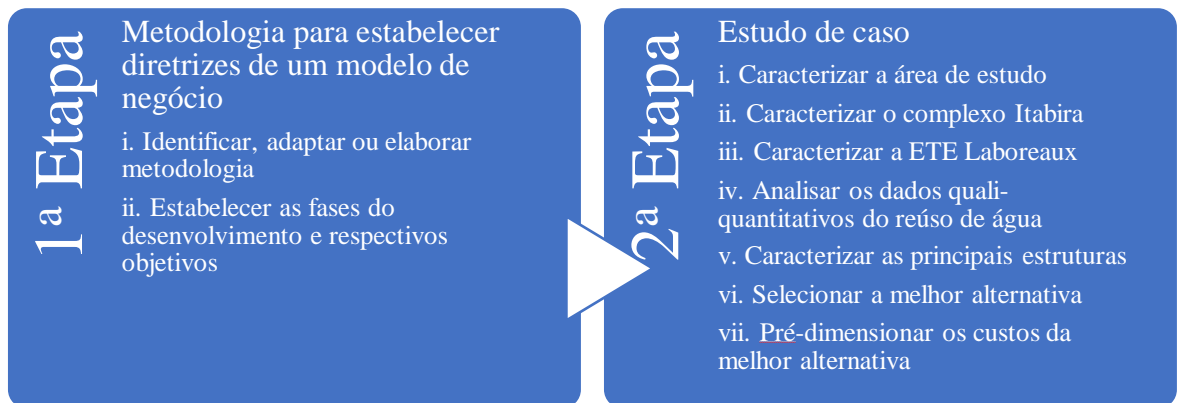 1ª Etapa
Metodologia para estabelecer
diretrizes de um modelo de
negócio
i. Identificar, adaptar ou elaborar
metodologia
ii. Estabelecer as fases do
desenvolvimento e respectivos
objetivos
2ª Etapa
Estudo de caso
i. Caracterizar a área de estudo
ii. Caracterizar o complexo Itabira
iii. Caracterizar a ETE Laboreaux
iv. Analisar os dados quali-
quantitativos do reúso de água
v. Caracterizar as principais estruturas
vi. Selecionar a melhor alternativa
vii. Pré-dimensionar os custos da
melhor alternativa